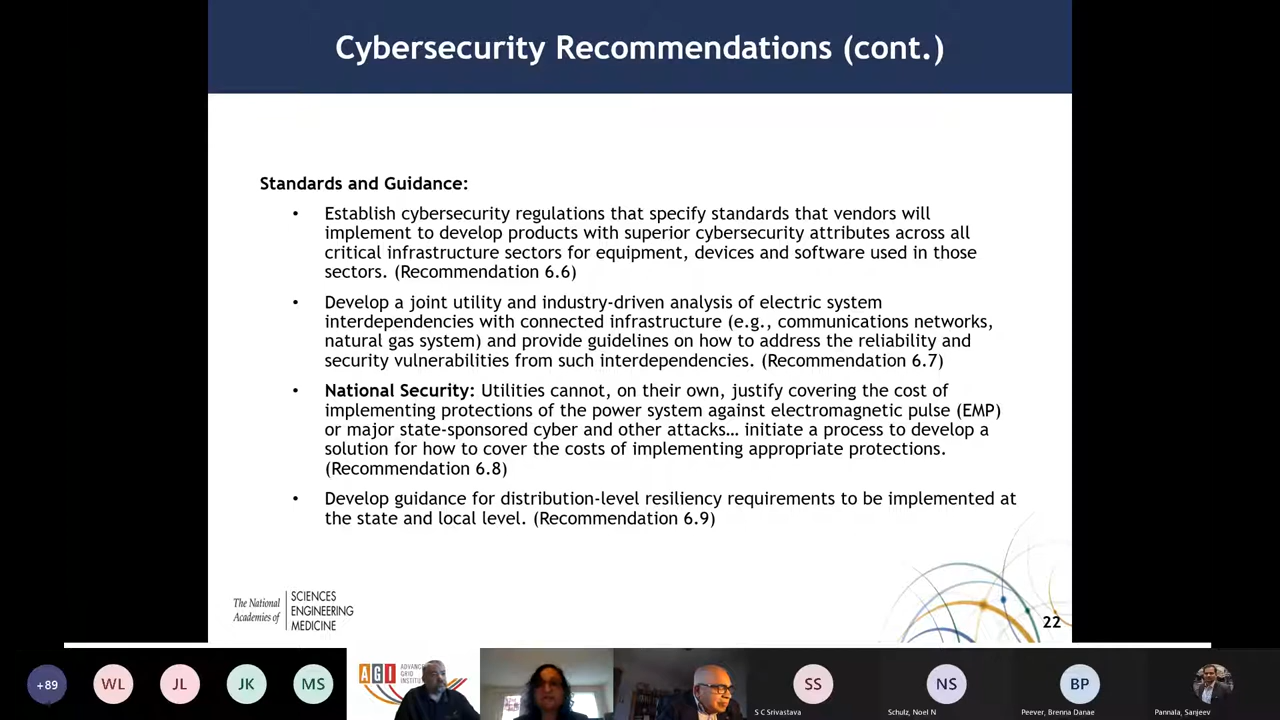 Cybersecurity Recommendations (cont.)
Standards and Guidance:
• Establish cybersecurity regulations that specify standards that vendors will
implement to develop products with superior cybersecurity attributes across all
critical infrastructure sectors for equipment, devices and software used in those
sectors. (Recommendation 6.6)
• Develop a joint utility and industry-driven analysis of electric system
interdependencies with connected infrastructure (e.g., communications networks,
natural gas system) and provide guidelines on how to address the reliability and
security vulnerabilities from such interdependencies. (Recommendation 6.7)
• National Security: Utilities cannot, on their own, justify covering the cost of
implementing protections of the power system against electromagnetic pulse (EMP)
or major state-sponsored cyber and other attacks… initiate a process to develop a
solution for how to cover the costs of implementing appropriate protections.
(Recommendation 6.8)
• Develop guidance for distribution-level resiliency requirements to be implemented at
the state and local level. (Recommendation 6.9)
The National
Academies of
SCIENCES
ENGINEERING
MEDICINE
22
+89
WL
JL
JK
MS
AGI
GRID
SS
S C Srivastava
NS
Schulz, Noel N
BP
Peever, Brenna Danae
Pannala, Sanjeev